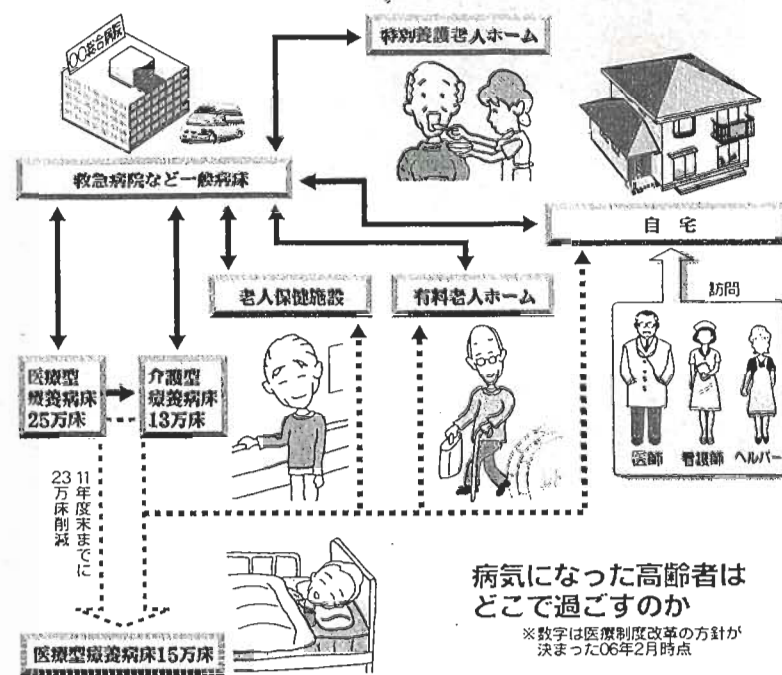 〇〇総合病院
特別養護老人ホーム
救急病院など一般病床
自宅
訪問
老人保健施設
有料老人ホーム
医療型
療養病床
25万床
介護型
療養病床
13万床
医師
看護師
ヘルパー
11年度末までに
23万床削減
病気になった高齢者は
どこで過ごすのか
※数字は医療制度改革の方針が
決まった06年2月時点
医療型療養病床15万床